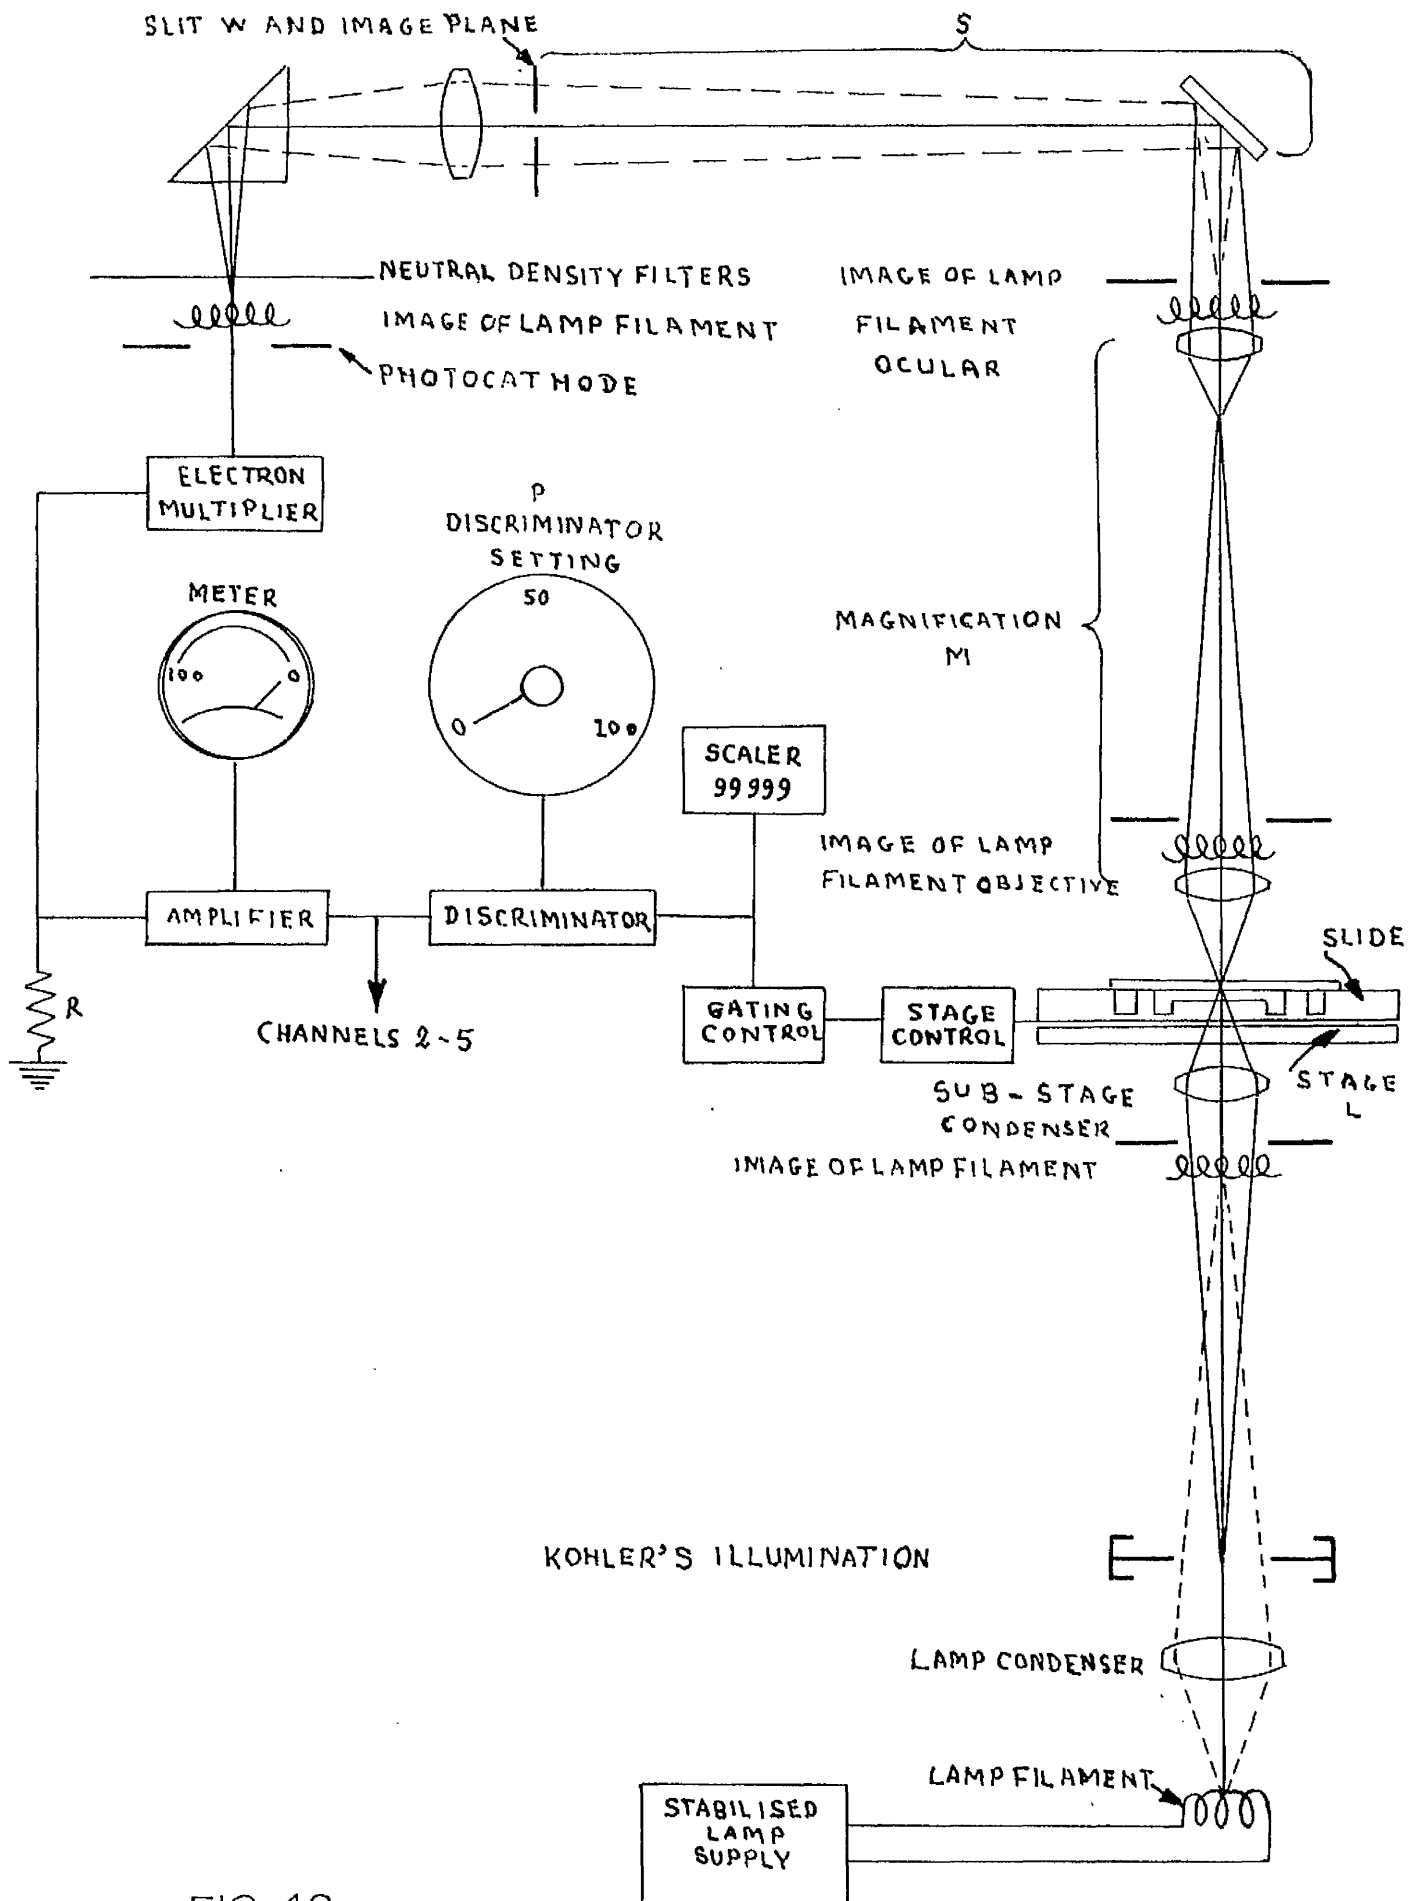 SLIT W AND IMAGE PLANE
S
NEUTRAL DENSITY FILTERS
IMAGE OF LAMP FILAMENT
PHOTOCATHODE
IMAGE OF LAMP
FILAMENT
OCULAR
ELECTRON
MULTIPLIER
P
DISCRIMINATOR
SETTING
50
0
100
METER
100
0
MAGNIFICATION
M
SCALER
99999
IMAGE OF LAMP
FILAMENT OBJECTIVE
AMPLIFIER
DISCRIMINATOR
SLIDE
R
CHANNELS 2-5
GATING
CONTROL
STAGE
CONTROL
STAGE
L
SUB-STAGE
CONDENSER
IMAGE OF LAMP FILAMENT
KOHLER'S ILLUMINATION
LAMP CONDENSER
LAMP FILAMENT
STABILISED
LAMP
SUPPLY